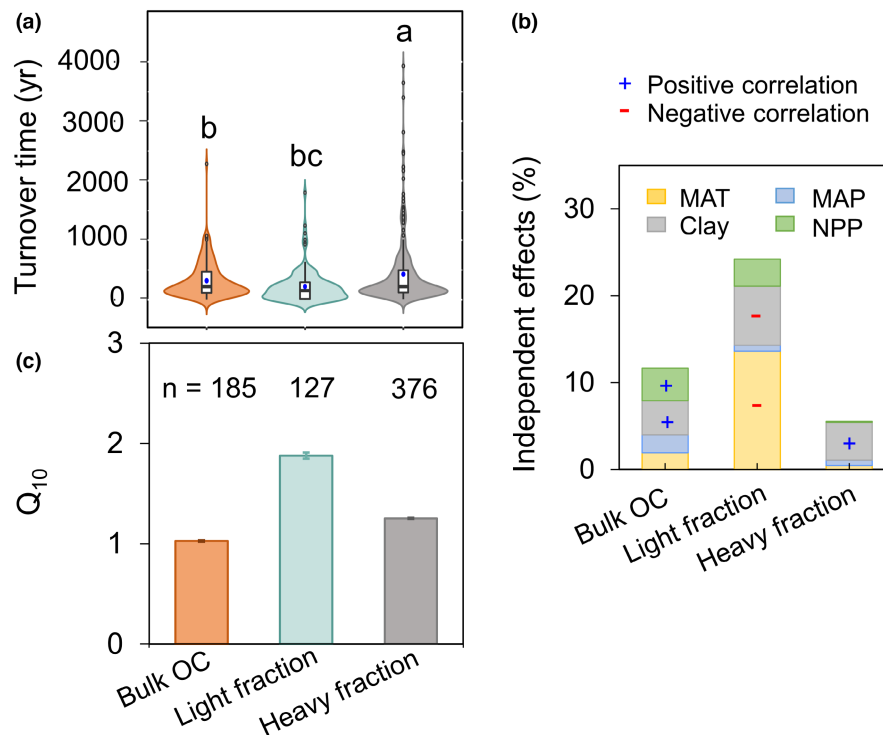 (a)
Turnover time (yr)
4000
3000
2000
1000
0
b
bc
a
(b)
+ Positive correlation
- Negative correlation
Independent effects (%)
30
20
10
0
MAT
MAP
Clay
NPP
+
+
-
-
+
Bulk OC
Light fraction
Heavy fraction
(c)
Q10
3
2
1
0
n = 185
127
376
Bulk OC
Light fraction
Heavy fraction